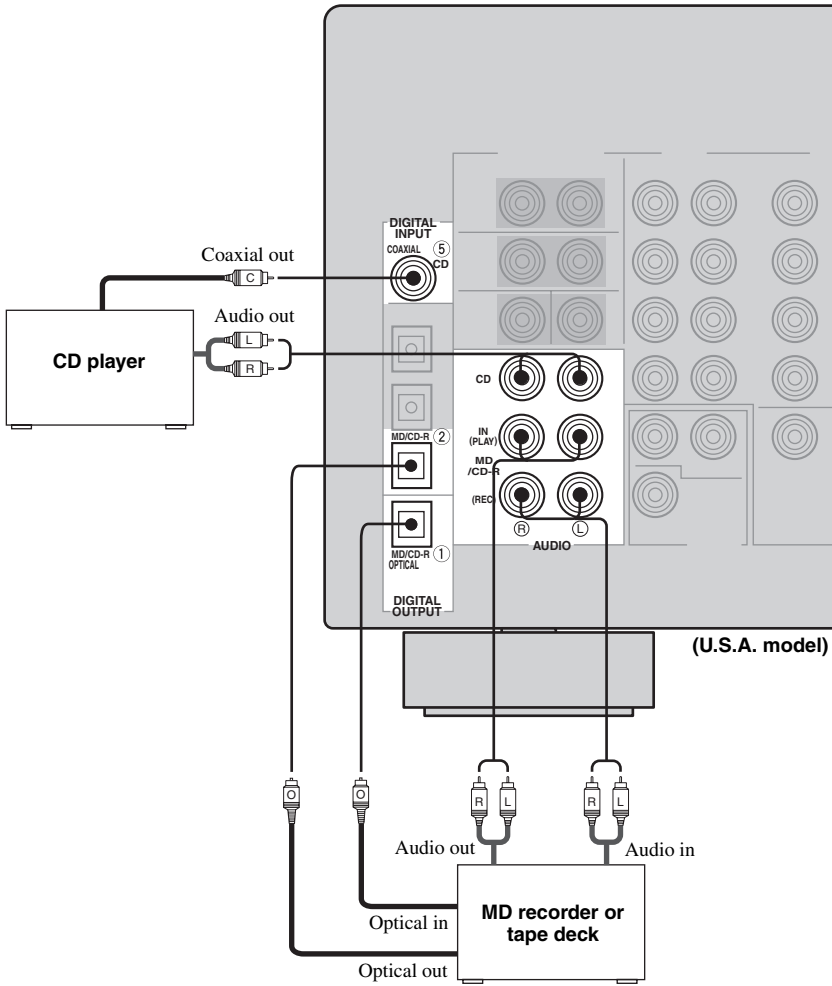 DIGITAL
INPUT
COAXIAL
⑤
CD
Coaxial out
C
Audio out
L
R
CD player
CD
MD/CD-R ②
IN
(PLAY)
MD
/CD-R
(REC)
Ⓡ
Ⓛ
AUDIO
MD/CD-R ①
OPTICAL
DIGITAL
OUTPUT
(U.S.A. model)
O
O
R
L
R
L
Audio out
Audio in
Optical in
MD recorder or
tape deck
Optical out